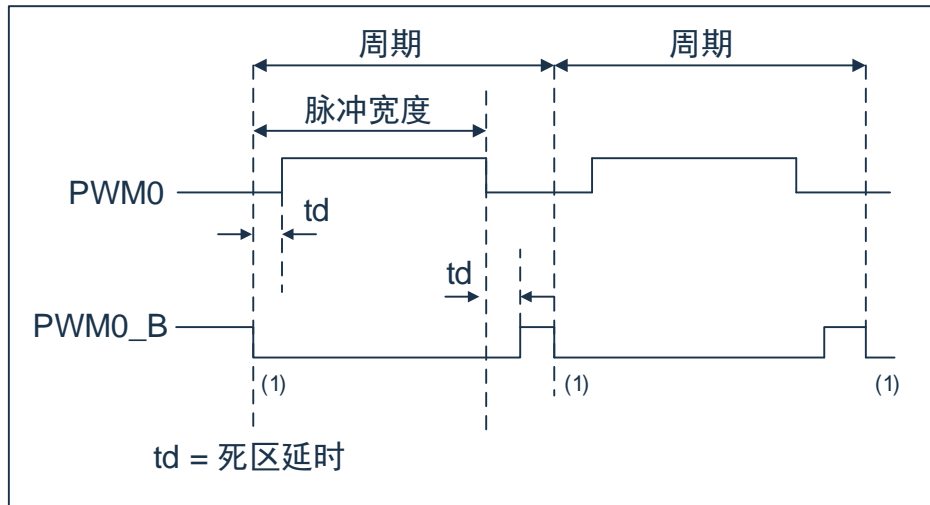 周期 周期
脉冲宽度
PWM0
td
td
PWM0_B
(1) (1) (1)
td = 死区延时